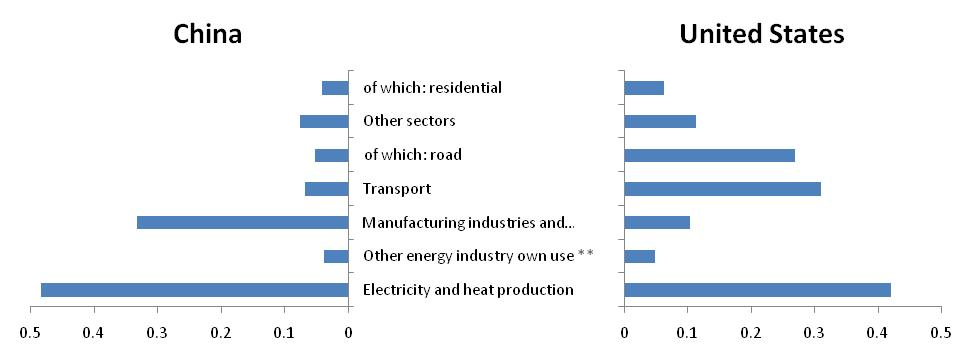 China
United States
of which: residential
Other sectors
of which: road
Transport
Manufacturing industries and...
Other energy industry own use **
Electricity and heat production
0.5 0.4 0.3 0.2 0.1 0
0 0.1 0.2 0.3 0.4 0.5